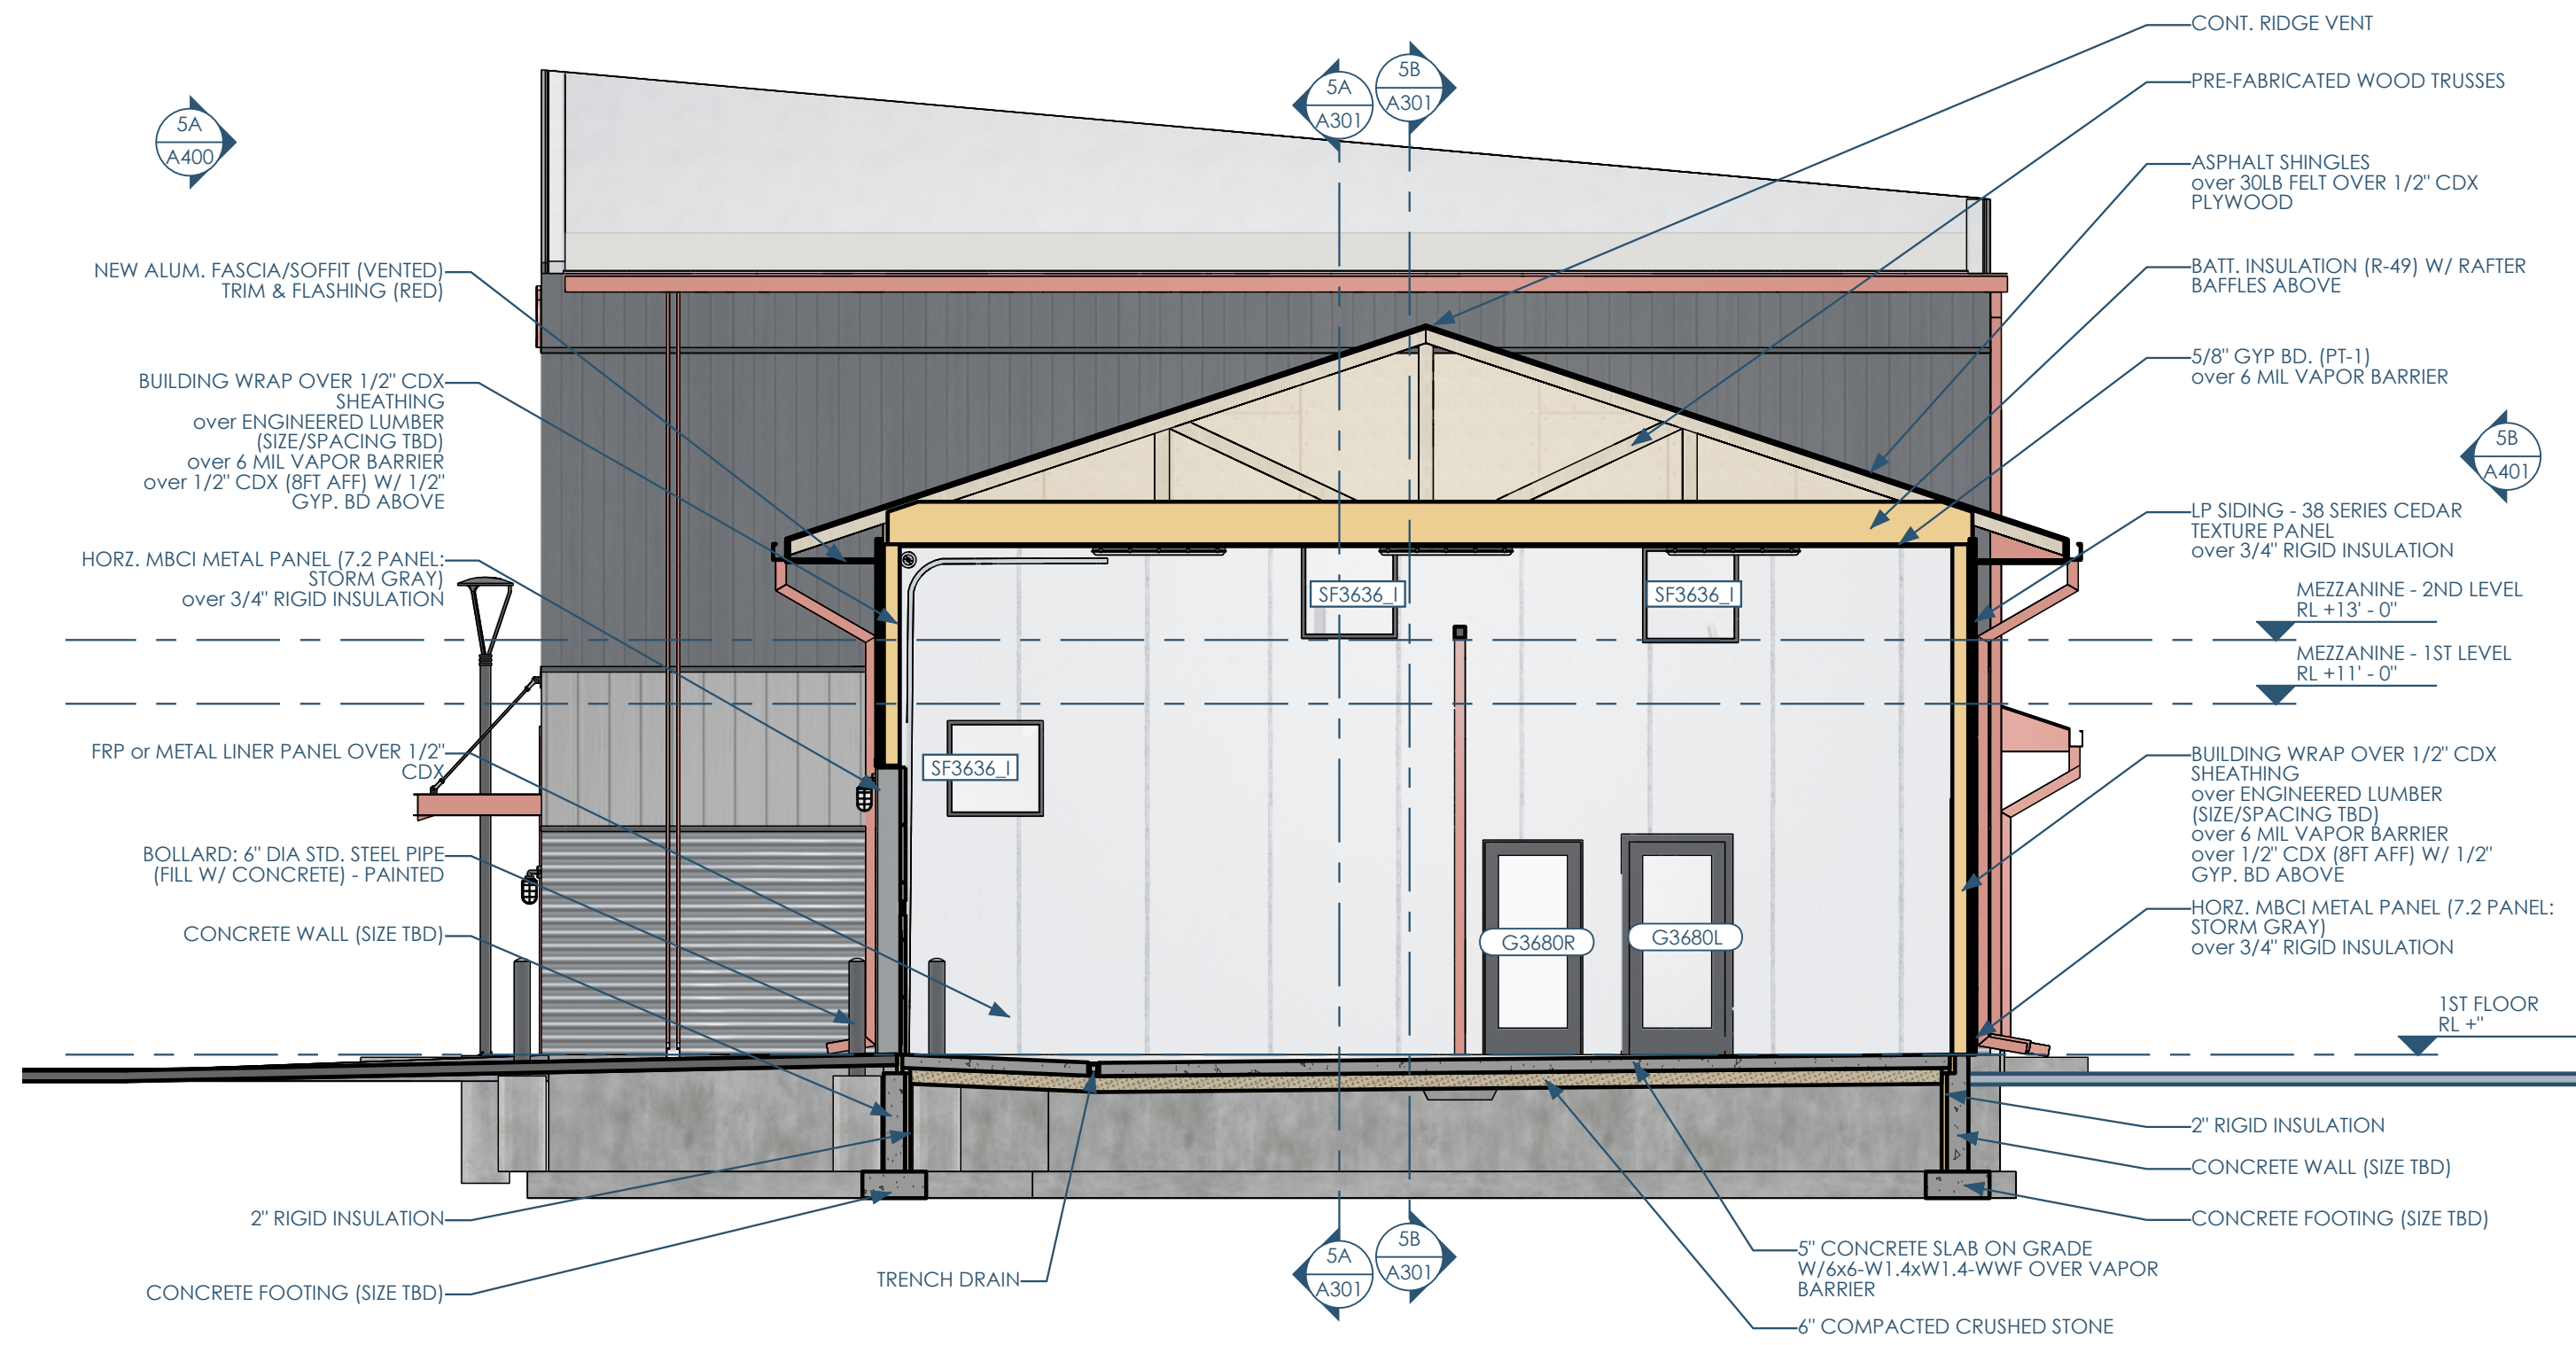 CONT. RIDGE VENT
PRE-FABRICATED WOOD TRUSSES
ASPHALT SHINGLES
over 30LB FELT OVER 1/2" CDX
PLYWOOD
BATT. INSULATION (R-49) W/ RAFTER
BAFFLES ABOVE
5/8" GYP BD. (PT-1)
over 6 MIL VAPOR BARRIER
5B
A401
LP SIDING - 38 SERIES CEDAR
TEXTURE PANEL
over 3/4" RIGID INSULATION
MEZZANINE - 2ND LEVEL
RL +13' - 0"
MEZZANINE - 1ST LEVEL
RL +11' - 0"
BUILDING WRAP OVER 1/2" CDX
SHEATHING
over ENGINEERED LUMBER
(SIZE/SPACING TBD)
over 6 MIL VAPOR BARRIER
over 1/2" CDX (8FT AFF) W/ 1/2"
GYP. BD ABOVE
HORZ. MBCI METAL PANEL (7.2 PANEL:
STORM GRAY)
over 3/4" RIGID INSULATION
1ST FLOOR
RL +"
2" RIGID INSULATION
CONCRETE WALL (SIZE TBD)
CONCRETE FOOTING (SIZE TBD)
5" CONCRETE SLAB ON GRADE
W/6x6-W1.4xW1.4-WWF OVER VAPOR
BARRIER
6" COMPACTED CRUSHED STONE
5A
A301
5B
A301
5A
A400
NEW ALUM. FASCIA/SOFFIT (VENTED)
TRIM & FLASHING (RED)
BUILDING WRAP OVER 1/2" CDX
SHEATHING
over ENGINEERED LUMBER
(SIZE/SPACING TBD)
over 6 MIL VAPOR BARRIER
over 1/2" CDX (8FT AFF) W/ 1/2"
GYP. BD ABOVE
HORZ. MBCI METAL PANEL (7.2 PANEL:
STORM GRAY)
over 3/4" RIGID INSULATION
FRP or METAL LINER PANEL OVER 1/2"
CDX
BOLLARD: 6" DIA STD. STEEL PIPE
(FILL W/ CONCRETE) - PAINTED
CONCRETE WALL (SIZE TBD)
2" RIGID INSULATION
CONCRETE FOOTING (SIZE TBD)
TRENCH DRAIN
SF3636_I
SF3636_I
SF3636_I
G3680R
G3680L
5A
A301
5B
A301